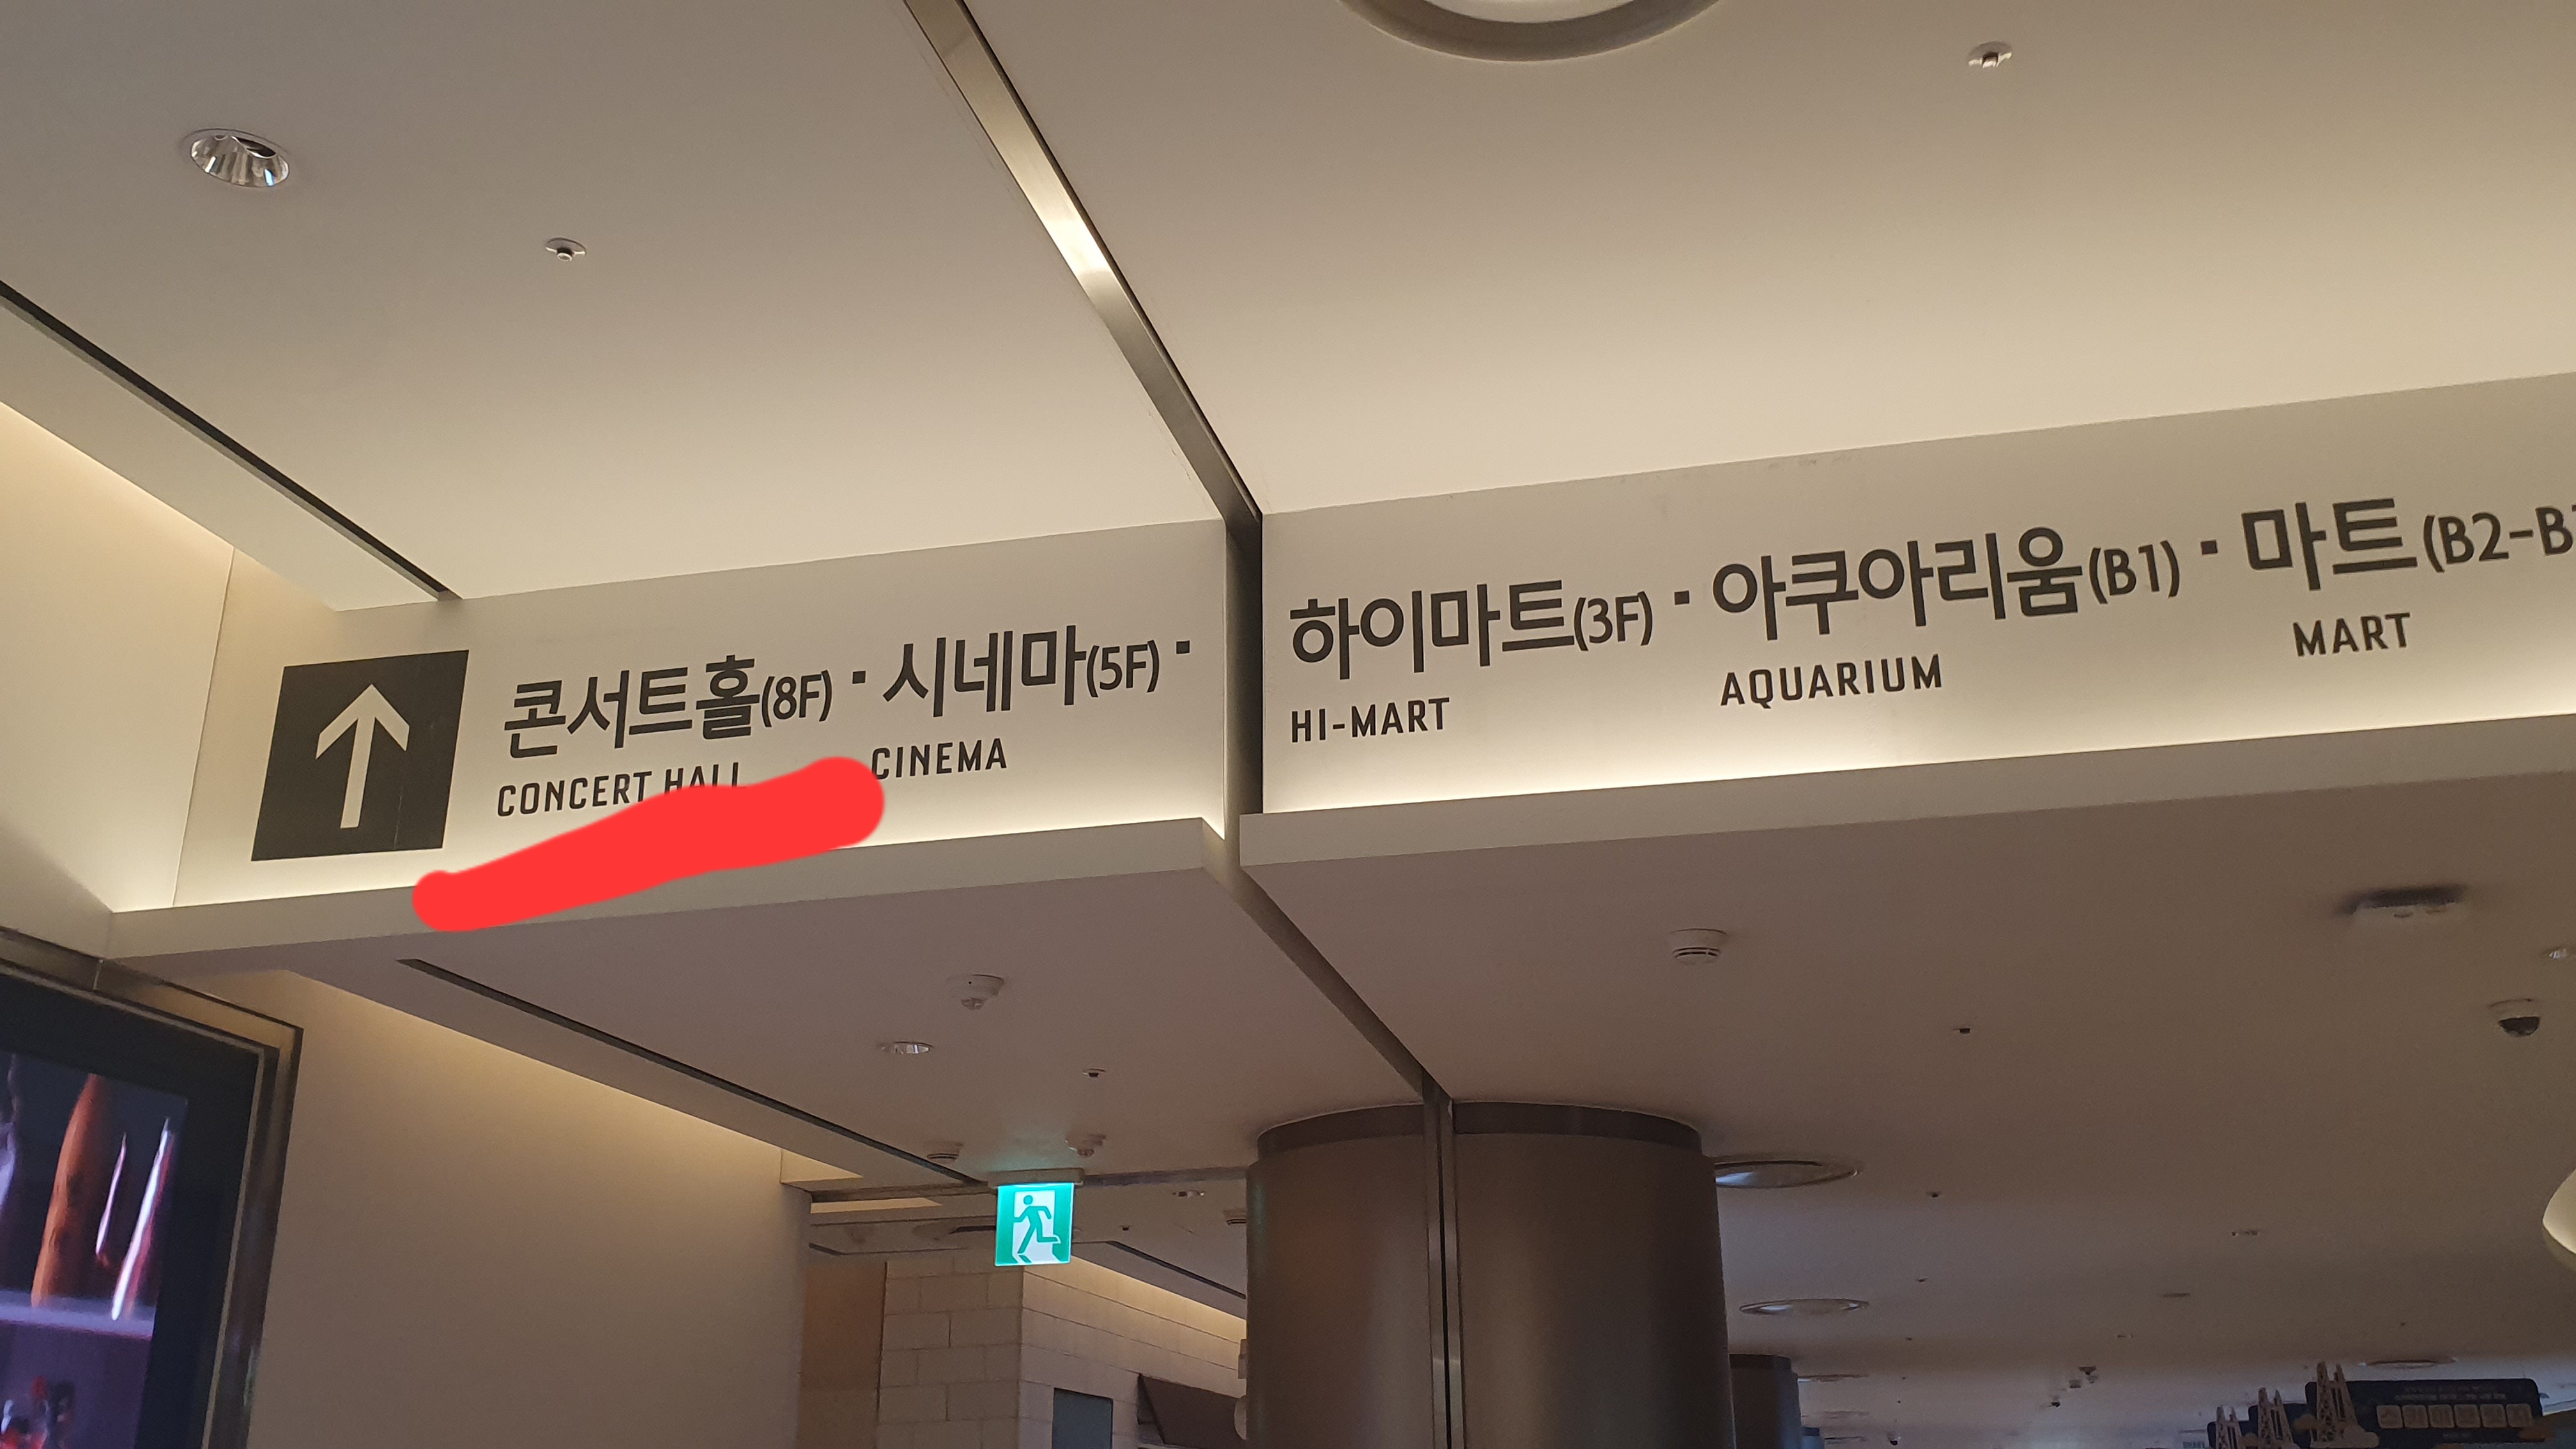 콘서트홀(8F) · 시네마(5F) · 하이마트(3F) · 아쿠아리움(B1) · 마트
CONCERT HALL CINEMA HI-MART AQUARIUM MART